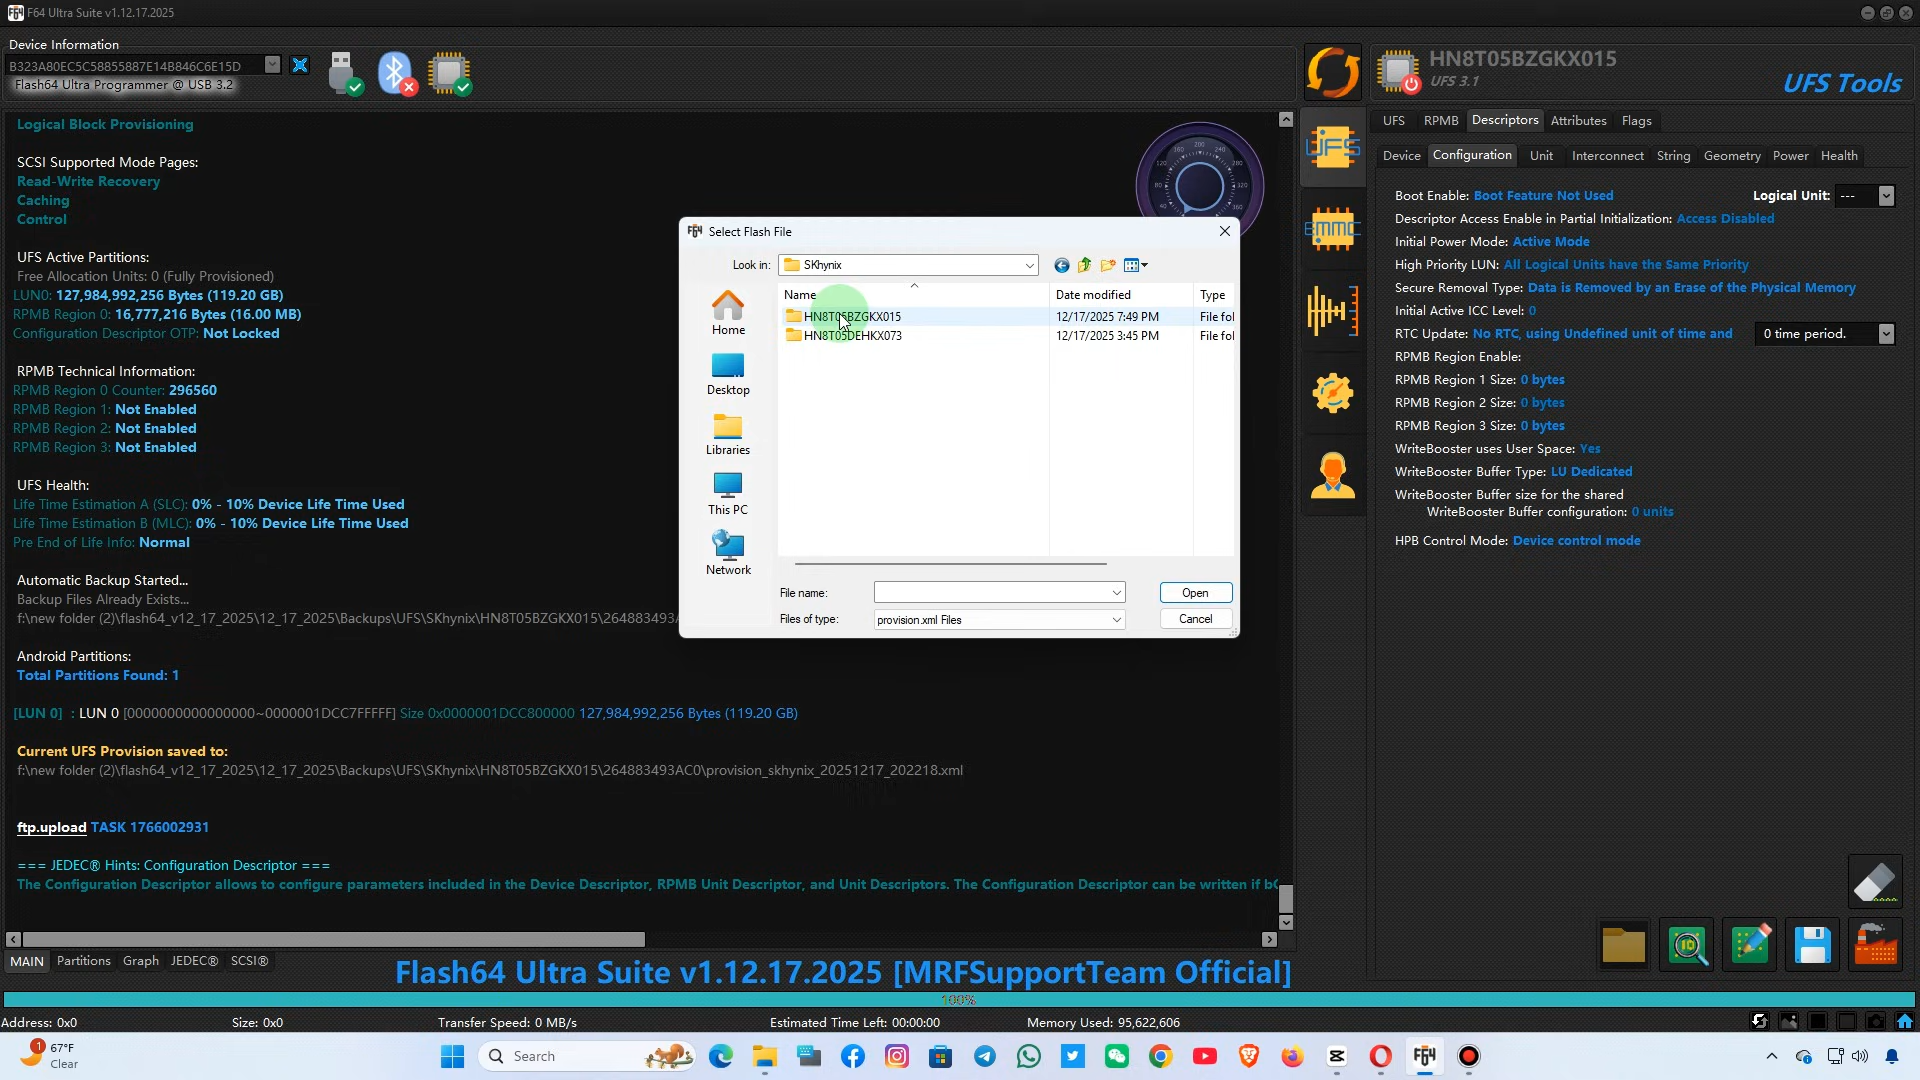 F64 Ultra Suite v1.12.17.2025
Device Information
B323A80EC5C58855887E14B846C6E15D
Flash64 Ultra Programmer @ USB 3.2
HN8T05BZGKX015
UFS 3.1
UFS Tools
UFS RPMB Descriptors Attributes Flags
Device Configuration Unit Interconnect String Geometry Power Health
Boot Enable: Boot Feature Not Used
Logical Unit: ---
Descriptor Access Enable in Partial Initialization: Access Disabled
Initial Power Mode: Active Mode
High Priority LUN: All Logical Units have the Same Priority
Secure Removal Type: Data is Removed by an Erase of the Physical Memory
Initial Active ICC Level: 0
RTC Update: No RTC, using Undefined unit of time and
0 time period.
RPMB Region Enable:
RPMB Region 1 Size: 0 bytes
RPMB Region 2 Size: 0 bytes
RPMB Region 3 Size: 0 bytes
WriteBooster uses User Space: Yes
WriteBooster Buffer Type: LU Dedicated
WriteBooster Buffer size for the shared
WriteBooster Buffer configuration: 0 units
HPB Control Mode: Device control mode
UFS
eMMC
Logical Block Provisioning
SCSI Supported Mode Pages:
Read-Write Recovery
Caching
Control
UFS Active Partitions:
Free Allocation Units: 0 (Fully Provisioned)
LUN0: 127,984,992,256 Bytes (119.20 GB)
RPMB Region 0: 16,777,216 Bytes (16.00 MB)
Configuration Descriptor OTP: Not Locked
RPMB Technical Information:
RPMB Region 0 Counter: 296560
RPMB Region 1: Not Enabled
RPMB Region 2: Not Enabled
RPMB Region 3: Not Enabled
UFS Health:
Life Time Estimation A (SLC): 0% - 10% Device Life Time Used
Life Time Estimation B (MLC): 0% - 10% Device Life Time Used
Pre End of Life Info: Normal
Automatic Backup Started...
Backup Files Already Exists...
f:\new folder (2)\flash64_v12_17_2025\12_17_2025\Backups\UFS\SKhynix\HN8T05BZGKX015\264883493A
Android Partitions:
Total Partitions Found: 1
[LUN 0] : LUN 0 [0000000000000000~0000001DCC7FFFFF] Size 0x0000001DCC800000 127,984,992,256 Bytes (119.20 GB)
Current UFS Provision saved to:
f:\new folder (2)\flash64_v12_17_2025\12_17_2025\Backups\UFS\SKhynix\HN8T05BZGKX015\264883493AC0\provision_skhynix_20251217_202218.xml
ftp.upload TASK 1766002931
=== JEDEC® Hints: Configuration Descriptor ===
The Configuration Descriptor allows to configure parameters included in the Device Descriptor, RPMB Unit Descriptor, and Unit Descriptors. The Configuration Descriptor can be written if bC
40 80 120 160 200 240 280 320 360
Select Flash File
Look in: SKhynix
Name Date modified Type
HN8T05BZGKX015 12/17/2025 7:49 PM File fol
HN8T05DEHKX073 12/17/2025 3:45 PM File fol
Home
Desktop
Libraries
This PC
Network
File name:
Open
Files of type: provision.xml Files
Cancel
MAIN Partitions Graph JEDEC® SCSI®
Flash64 Ultra Suite v1.12.17.2025 [MRFSupportTeam Official]
100%
Address: 0x0 Size: 0x0 Transfer Speed: 0 MB/s Estimated Time Left: 00:00:00 Memory Used: 95,622,606
1
67°F
Clear
Search
F64